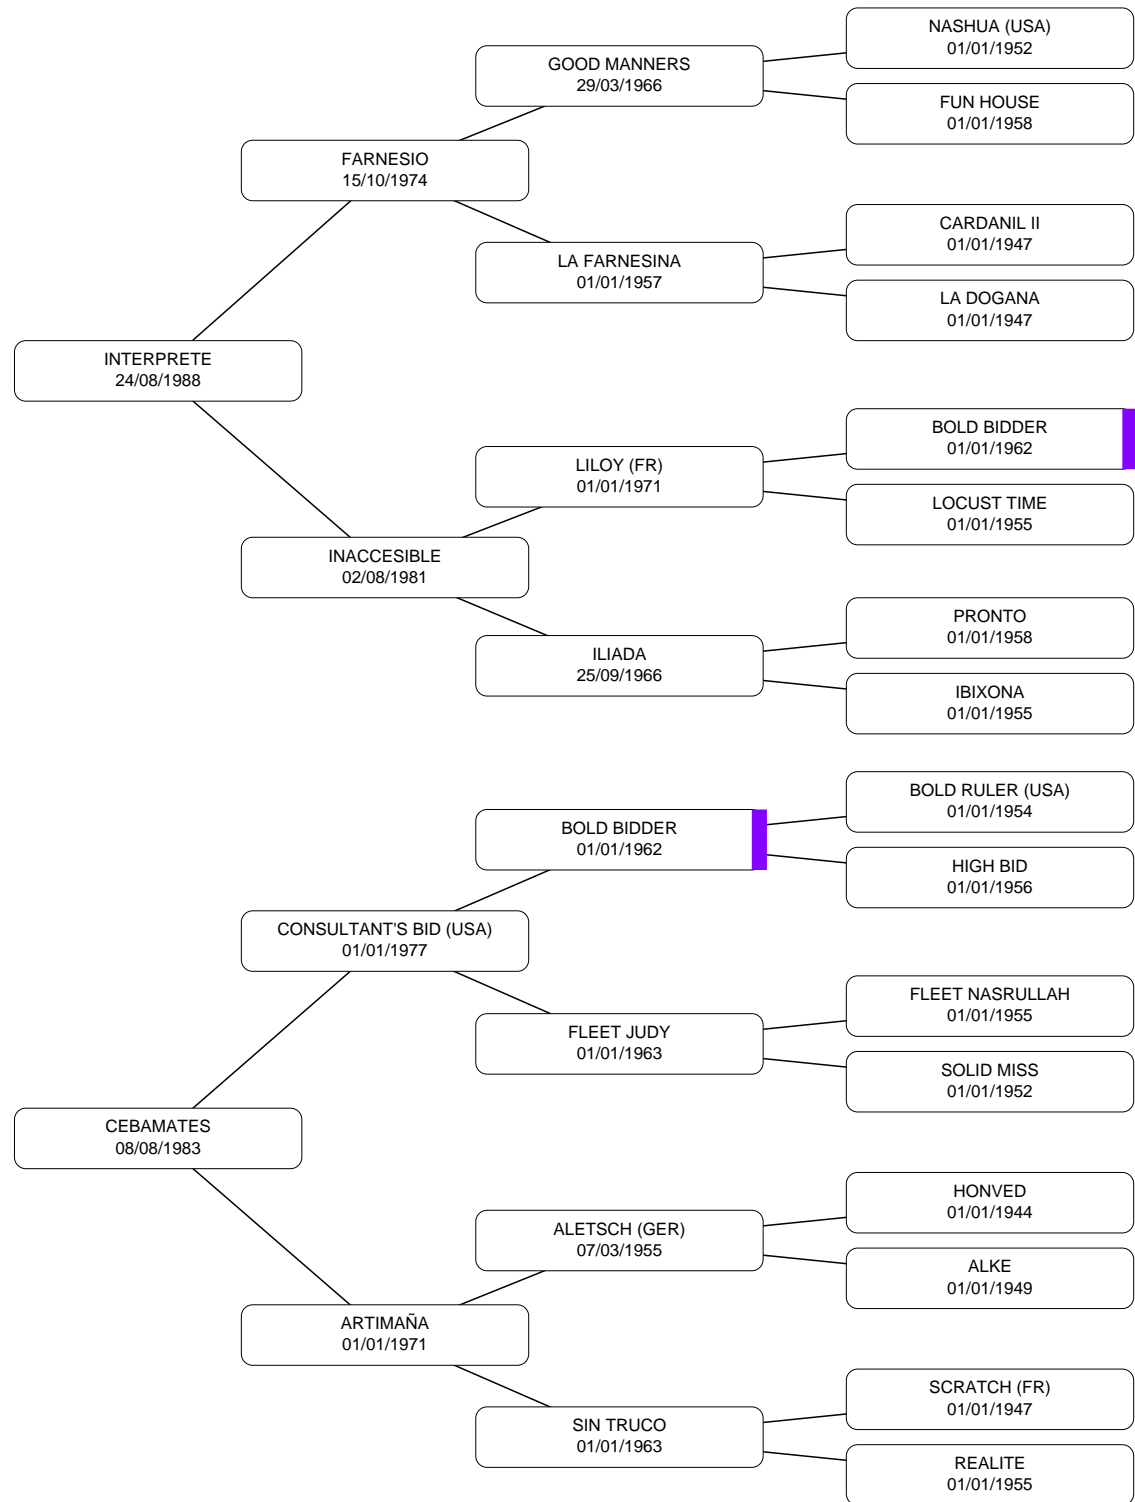 NASHUA (USA)
01/01/1952
GOOD MANNERS
29/03/1966
FUN HOUSE
01/01/1958
FARNESIO
15/10/1974
CARDANIL II
01/01/1947
LA FARNESINA
01/01/1957
LA DOGANA
01/01/1947
INTERPRETE
24/08/1988
BOLD BIDDER
01/01/1962
LILOY (FR)
01/01/1971
LOCUST TIME
01/01/1955
INACCESIBLE
02/08/1981
PRONTO
01/01/1958
ILIADA
25/09/1966
IBIXONA
01/01/1955
BOLD RULER (USA)
01/01/1954
BOLD BIDDER
01/01/1962
HIGH BID
01/01/1956
CONSULTANT'S BID (USA)
01/01/1977
FLEET NASRULLAH
01/01/1955
FLEET JUDY
01/01/1963
SOLID MISS
01/01/1952
CEBAMATES
08/08/1983
HONVED
01/01/1944
ALETSCH (GER)
07/03/1955
ALKE
01/01/1949
ARTIMAÑA
01/01/1971
SCRATCH (FR)
01/01/1947
SIN TRUCO
01/01/1963
REALITE
01/01/1955